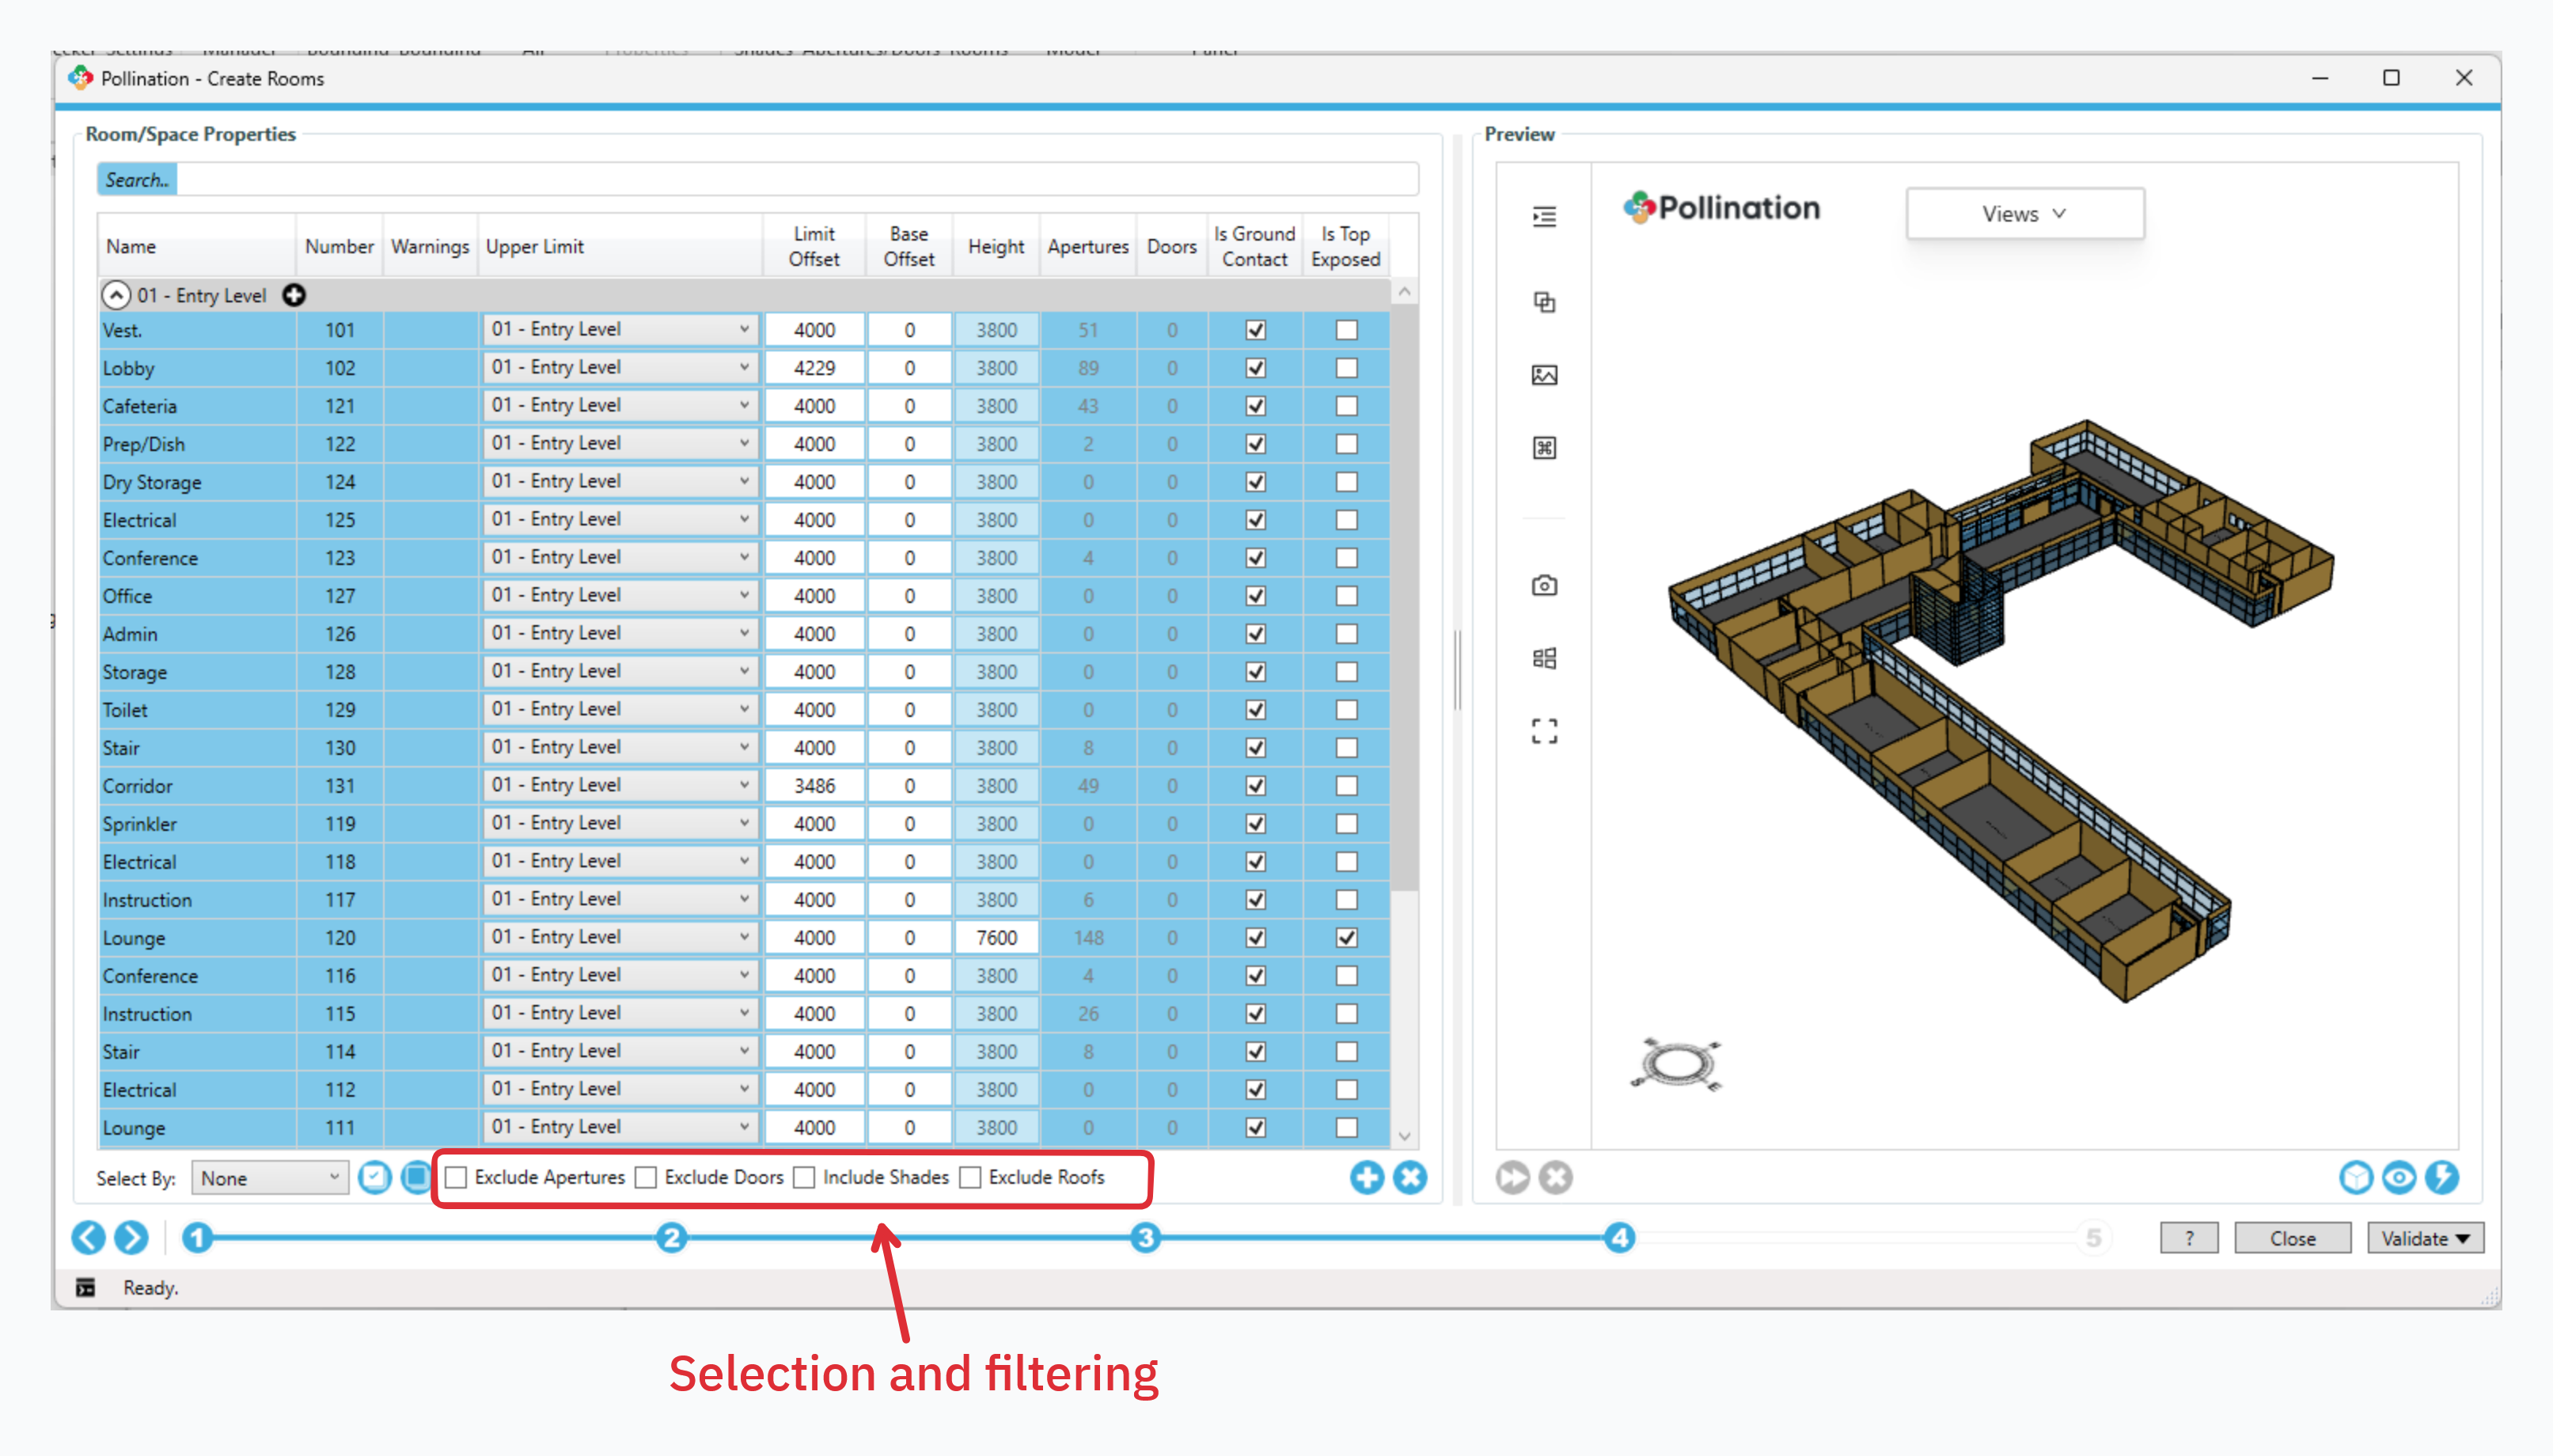 Pollination - Create Rooms
Room/Space Properties
Search..
Name Number Warnings Upper Limit Limit Offset Base Offset Height Apertures Doors Is Ground Contact Is Top Exposed
01 - Entry Level
Vest. 101 01 - Entry Level 4000 0 3800 51 0
Lobby 102 01 - Entry Level 4229 0 3800 89 0
Cafeteria 121 01 - Entry Level 4000 0 3800 43 0
Prep/Dish 122 01 - Entry Level 4000 0 3800 2 0
Dry Storage 124 01 - Entry Level 4000 0 3800 0 0
Electrical 125 01 - Entry Level 4000 0 3800 0 0
Conference 123 01 - Entry Level 4000 0 3800 4 0
Office 127 01 - Entry Level 4000 0 3800 0 0
Admin 126 01 - Entry Level 4000 0 3800 0 0
Storage 128 01 - Entry Level 4000 0 3800 0 0
Toilet 129 01 - Entry Level 4000 0 3800 0 0
Stair 130 01 - Entry Level 4000 0 3800 8 0
Corridor 131 01 - Entry Level 3486 0 3800 49 0
Sprinkler 119 01 - Entry Level 4000 0 3800 0 0
Electrical 118 01 - Entry Level 4000 0 3800 0 0
Instruction 117 01 - Entry Level 4000 0 3800 6 0
Lounge 120 01 - Entry Level 4000 0 7600 148 0
Conference 116 01 - Entry Level 4000 0 3800 4 0
Instruction 115 01 - Entry Level 4000 0 3800 26 0
Stair 114 01 - Entry Level 4000 0 3800 8 0
Electrical 112 01 - Entry Level 4000 0 3800 0 0
Lounge 111 01 - Entry Level 4000 0 3800 0 0
Select By: None Exclude Apertures Exclude Doors Include Shades Exclude Roofs
Preview
Pollination
Views
1 2 3 4 5
? Close Validate
Ready.
Selection and filtering